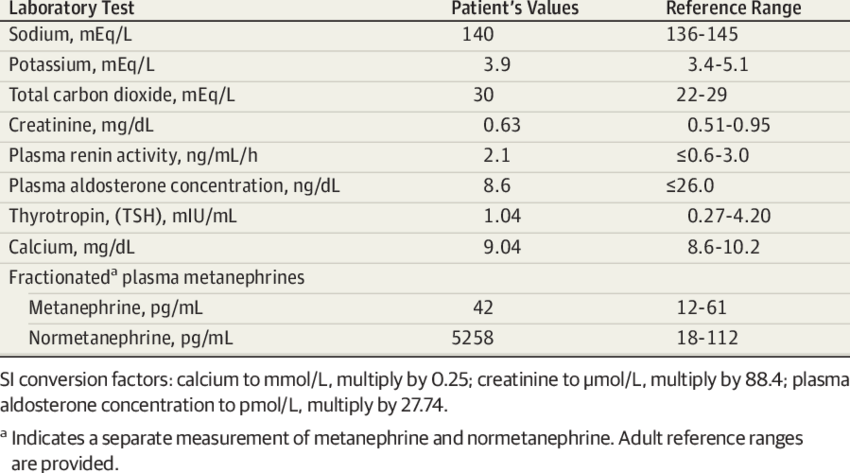 Laboratory Test Patient’s Values Reference Range
Sodium, mEq/L 140 136-145
Potassium, mEq/L 3.9 3.4-5.1
Total carbon dioxide, mEq/L 30 22-29
Creatinine, mg/dL 0.63 0.51-0.95
Plasma renin activity, ng/mL/h 2.1 ≤0.6-3.0
Plasma aldosterone concentration, ng/dL 8.6 ≤26.0
Thyrotropin, (TSH), mIU/mL 1.04 0.27-4.20
Calcium, mg/dL 9.04 8.6-10.2
Fractionatedᵃ plasma metanephrines
Metanephrine, pg/mL 42 12-61
Normetanephrine, pg/mL 5258 18-112
SI conversion factors: calcium to mmol/L, multiply by 0.25; creatinine to μmol/L, multiply by 88.4; plasma
aldosterone concentration to pmol/L, multiply by 27.74.
ᵃ Indicates a separate measurement of metanephrine and normetanephrine. Adult reference ranges
are provided.